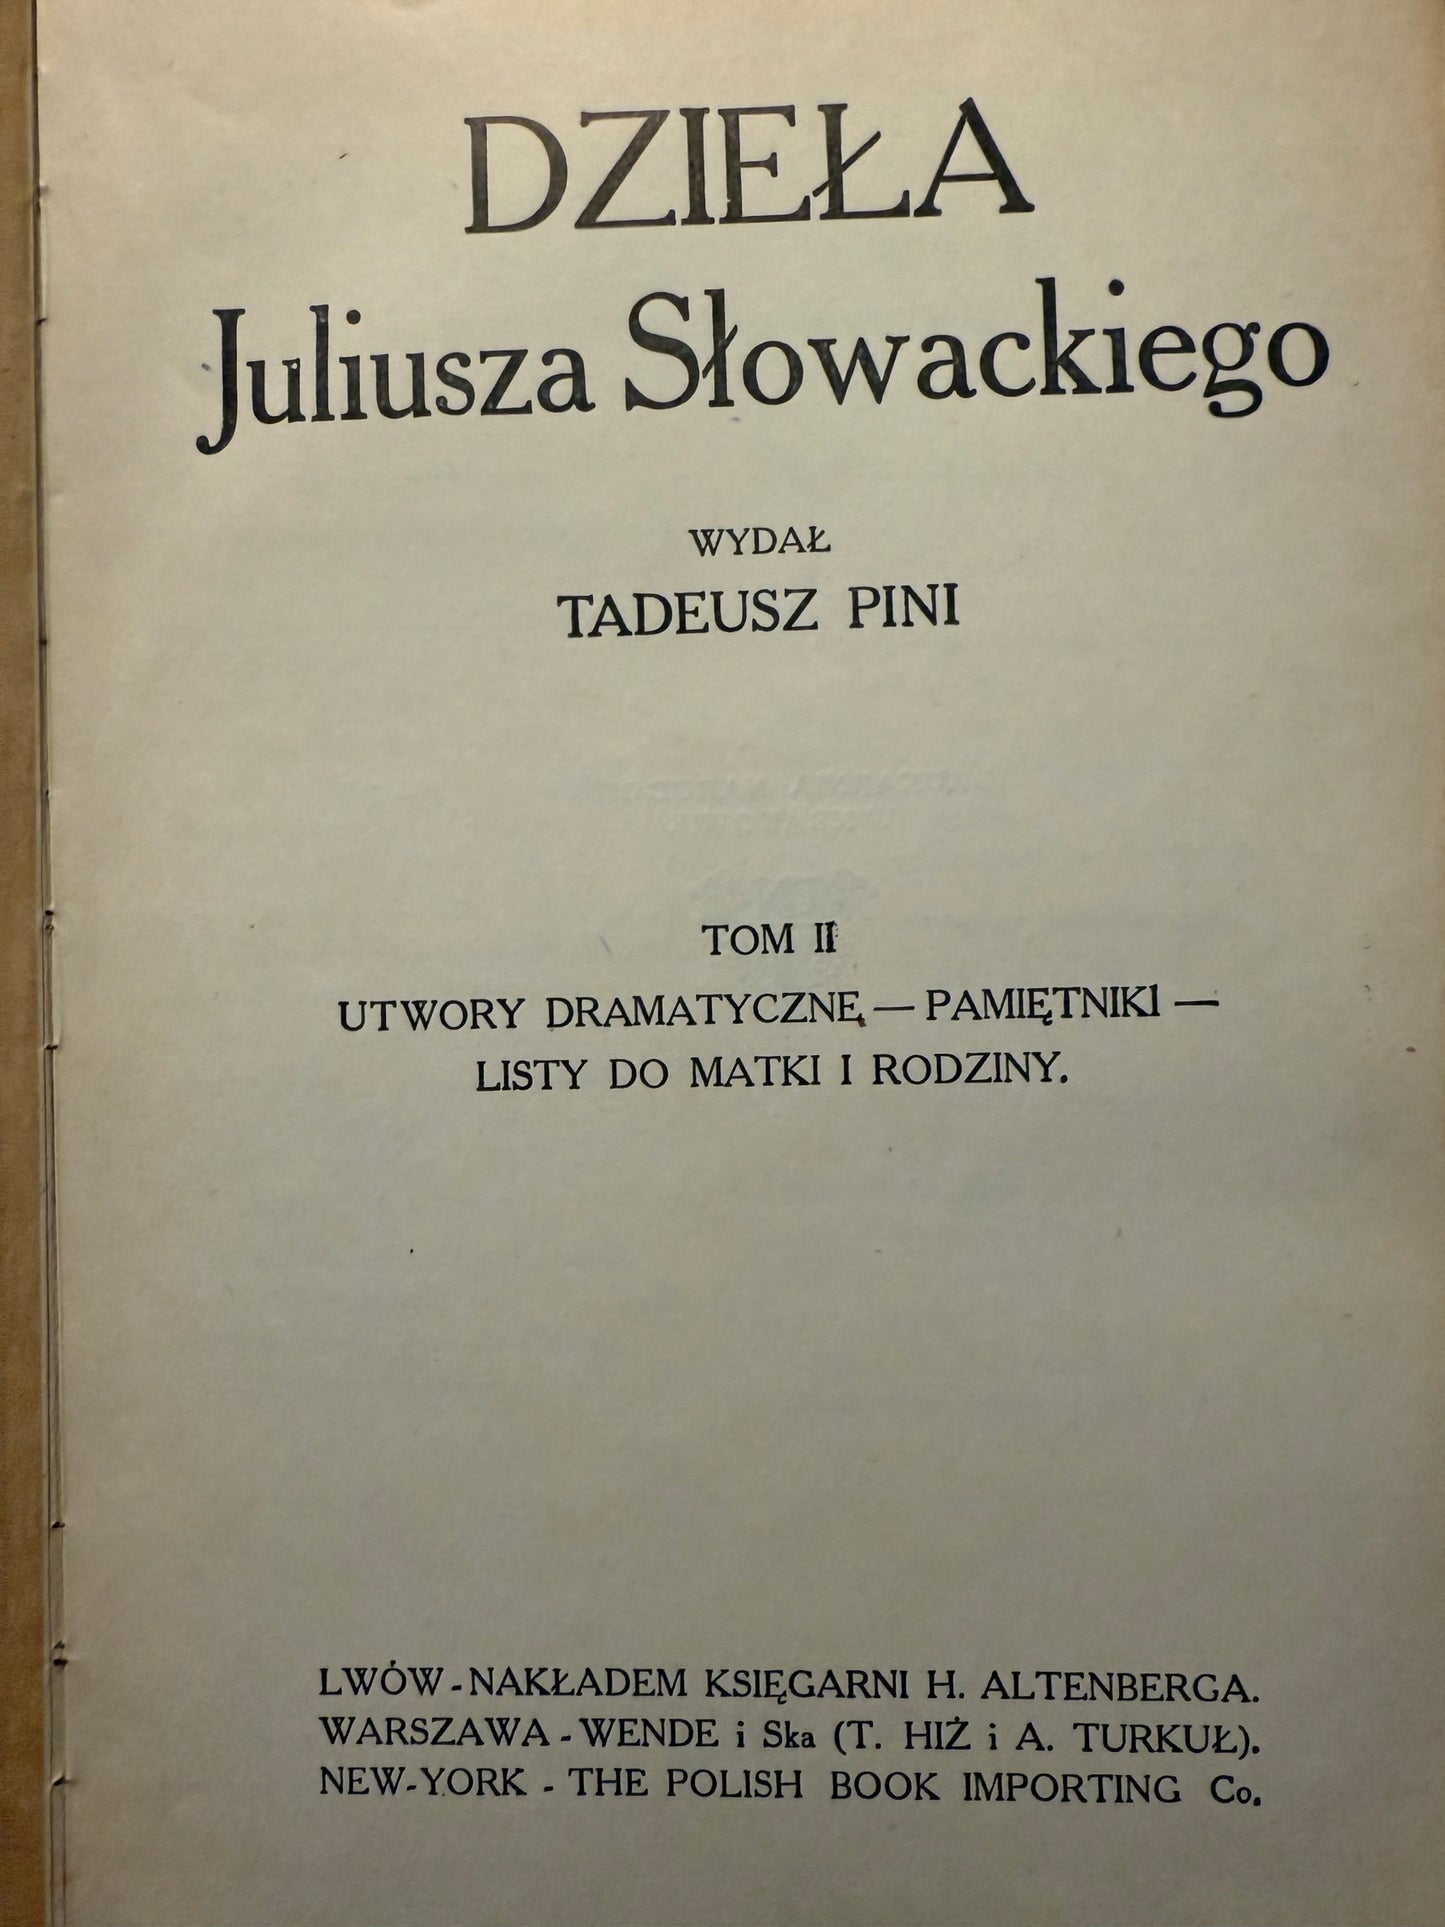 DZIEŁA
Juliusza Słowackiego
WYDAŁ
TADEUSZ PINI
TOM II
UTWORY DRAMATYCZNE — PAMIĘTNIKI —
LISTY DO MATKI I RODZINY.
LWÓW - NAKŁADEM KSIĘGARNI H. ALTENBERGA.
WARSZAWA - WENDE i Ska (T. HIŻ i A. TURKUŁ).
NEW-YORK - THE POLISH BOOK IMPORTING Co.